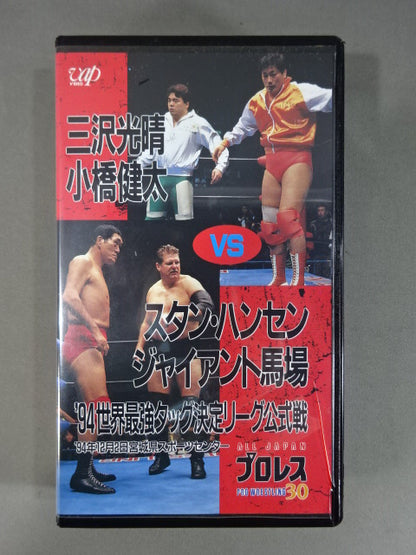 vap
VIDEO
三沢光晴
小橋健太
VS
スタン・ハンセン
ジャイアント馬場
'94世界最強タッグ決定リーグ公式戦
'94年12月2日宮城県スポーツセンター
ALL JAPAN
プロレス
PRO WRESTLING 30